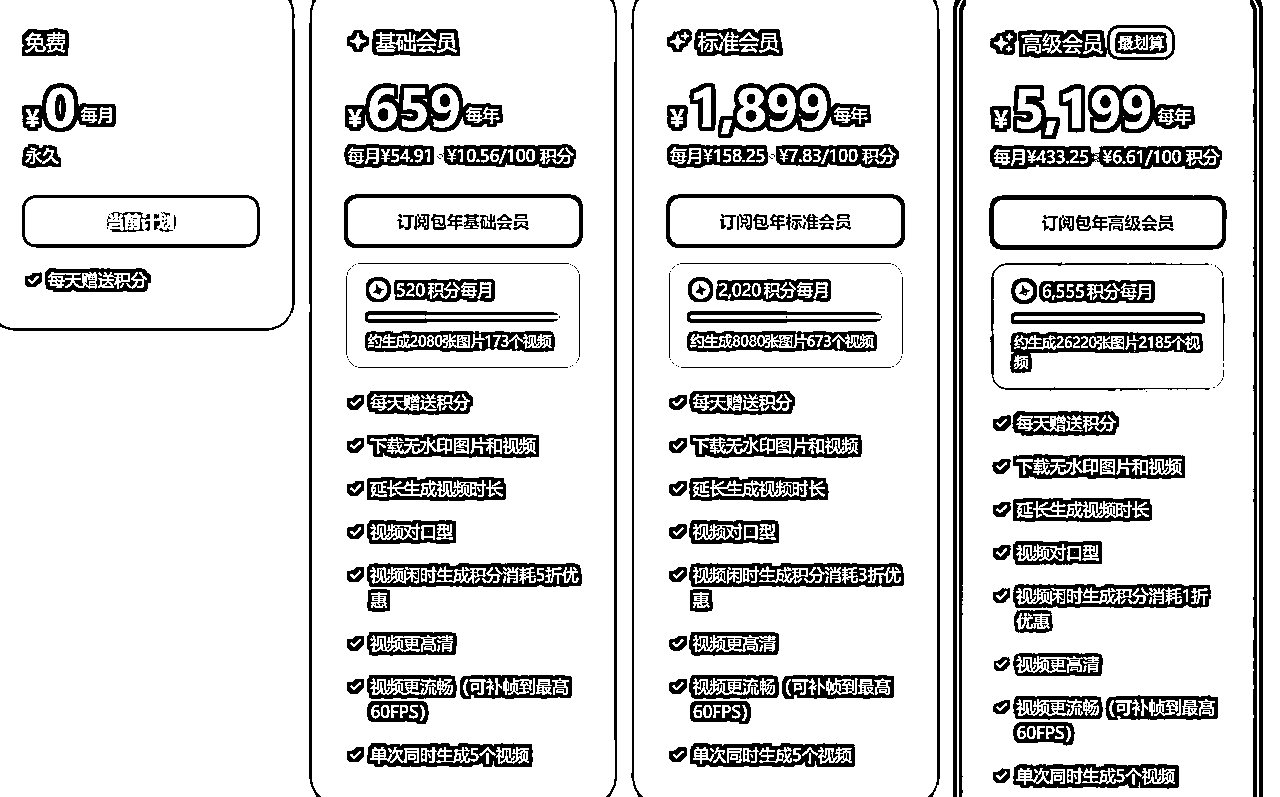 免费
¥0每月
永久
当前计划
每天赠送积分
基础会员
¥659每年
每月¥54.91 · ¥10.56/100 积分
订阅包年基础会员
520积分每月
约生成2080张图片173个视频
每天赠送积分
下载无水印图片和视频
延长生成视频时长
视频对口型
视频闲时生成积分消耗5折优
惠
视频更高清
视频更流畅（可补帧到最高
60FPS)
单次同时生成5个视频
标准会员
¥1,899每年
每月¥158.25 · ¥7.83/100 积分
订阅包年标准会员
2,020积分每月
约生成8080张图片673个视频
每天赠送积分
下载无水印图片和视频
延长生成视频时长
视频对口型
视频闲时生成积分消耗3折优
惠
视频更高清
视频更流畅（可补帧到最高
60FPS)
单次同时生成5个视频
高级会员 最划算
¥5,199每年
每月¥433.25 · ¥6.61/100 积分
订阅包年高级会员
6,555积分每月
约生成26220张图片2185个视
频
每天赠送积分
下载无水印图片和视频
延长生成视频时长
视频对口型
视频闲时生成积分消耗1折
优惠
视频更高清
视频更流畅（可补帧到最高
60FPS)
单次同时生成5个视频